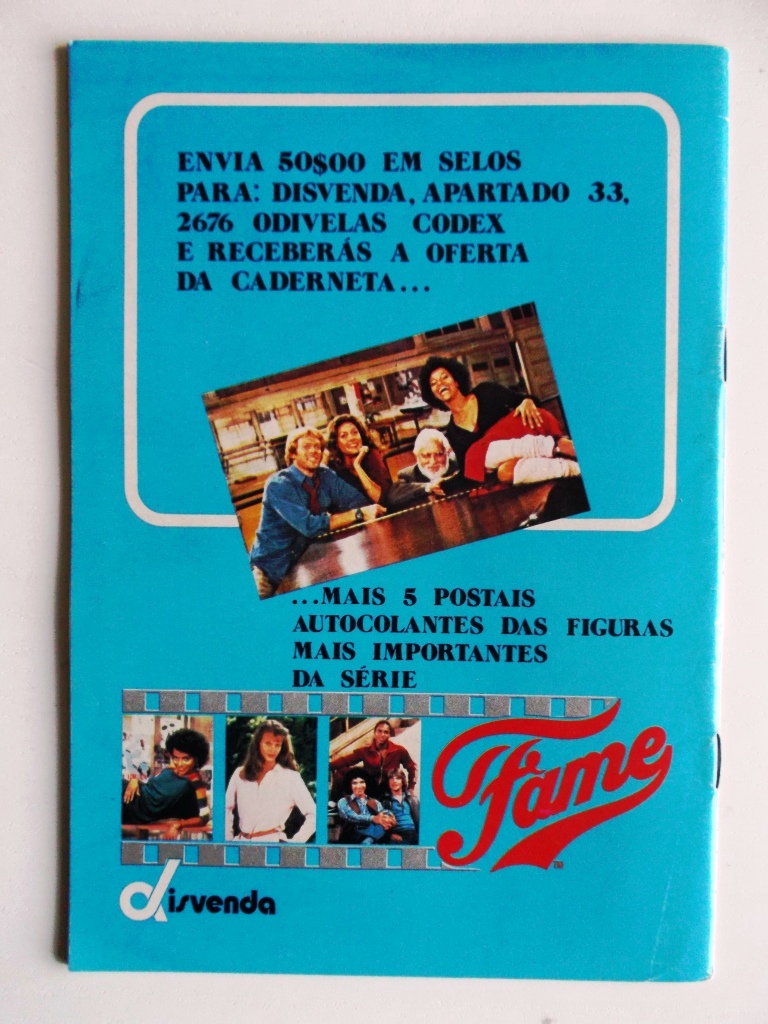 ENVIA 50$00 EM SELOS
PARA: DISVENDA, APARTADO 33,
2676 ODIVELAS CODEX
E RECEBERÁS A OFERTA
DA CADERNETA...
...MAIS 5 POSTAIS
AUTOCOLANTES DAS FIGURAS
MAIS IMPORTANTES
DA SÉRIE
Fame
TM
disvenda